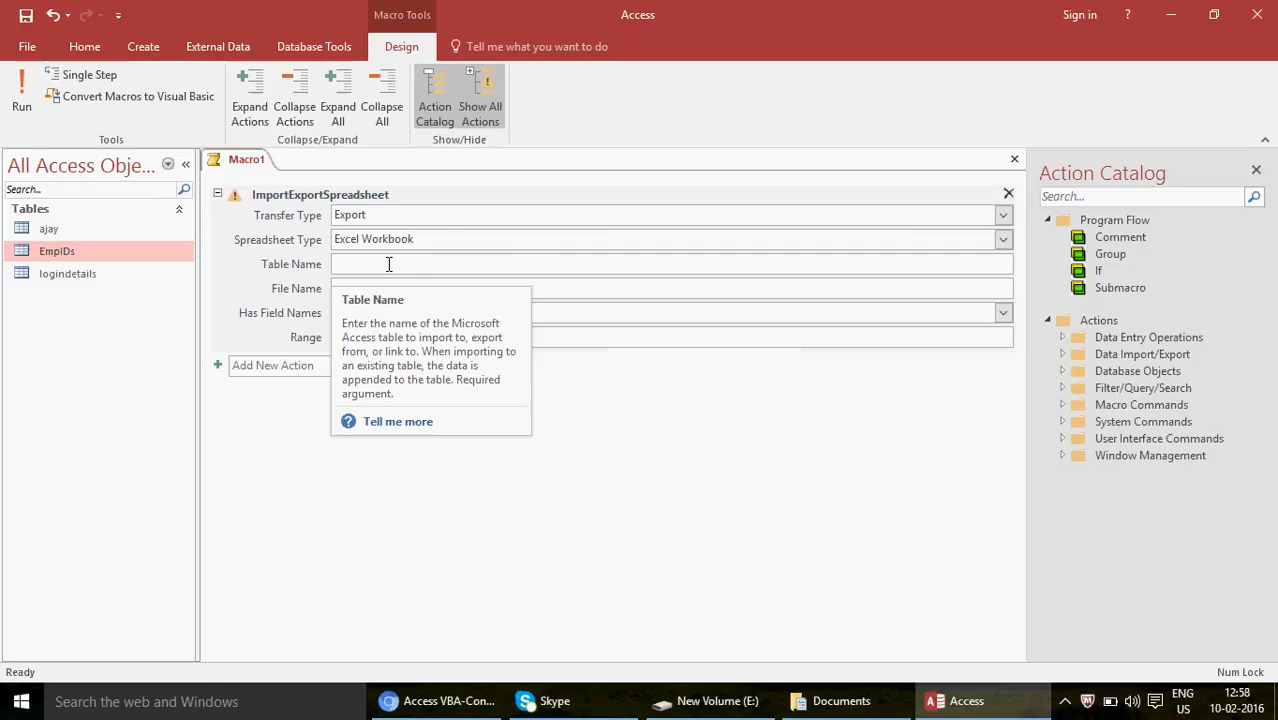 Macro Tools
Access
Sign in
?
File
Home
Create
External Data
Database Tools
Design
Tell me what you want to do
Run
Single Step
Convert Macros to Visual Basic
Expand Actions
Collapse Actions
Expand All
Collapse All
Action Catalog
Show All Actions
Tools
Collapse/Expand
Show/Hide
All Access Obje...
Search...
Tables
ajay
EmpIDs
logindetails
Macro1
ImportExportSpreadsheet
Transfer Type Export
Spreadsheet Type Excel Workbook
Table Name
File Name
Has Field Names
Range
Add New Action
Table Name
Enter the name of the Microsoft
Access table to import to, export
from, or link to. When importing to
an existing table, the data is
appended to the table. Required
argument.
Tell me more
Action Catalog
Search...
Program Flow
Comment
Group
If
Submacro
Actions
Data Entry Operations
Data Import/Export
Database Objects
Filter/Query/Search
Macro Commands
System Commands
User Interface Commands
Window Management
Ready
Num Lock
Search the web and Windows
Access VBA-Con...
Skype
New Volume (E:)
Documents
Access
ENG
US
12:58
10-02-2016